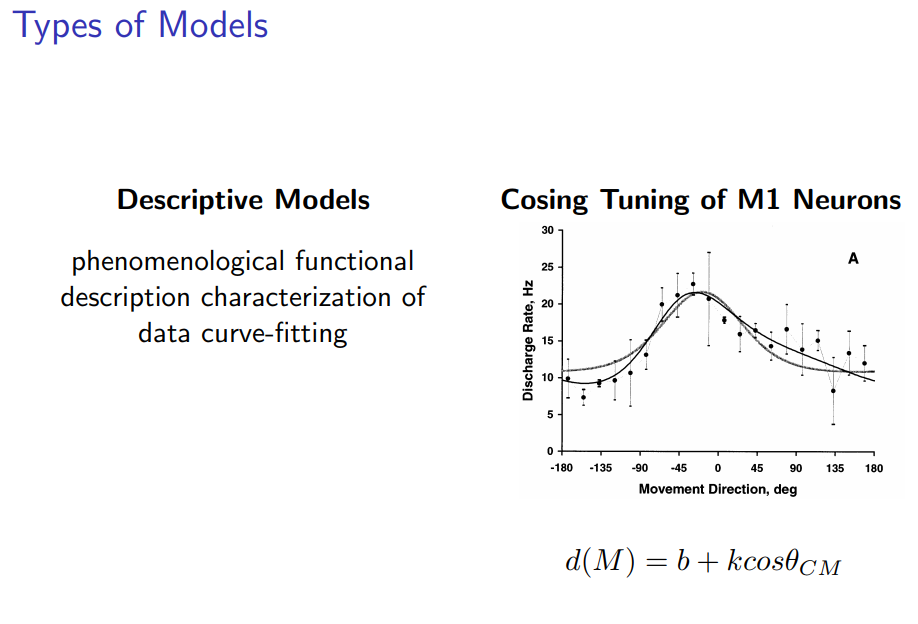 Types of Models
Descriptive Models
phenomenological functional
description characterization of
data curve-fitting
Cosing Tuning of M1 Neurons
A
Discharge Rate, Hz
30
25
20
15
10
5
0
-180 -135 -90 -45 0 45 90 135 180
Movement Direction, deg
d(M) = b + kcosθ_{CM}